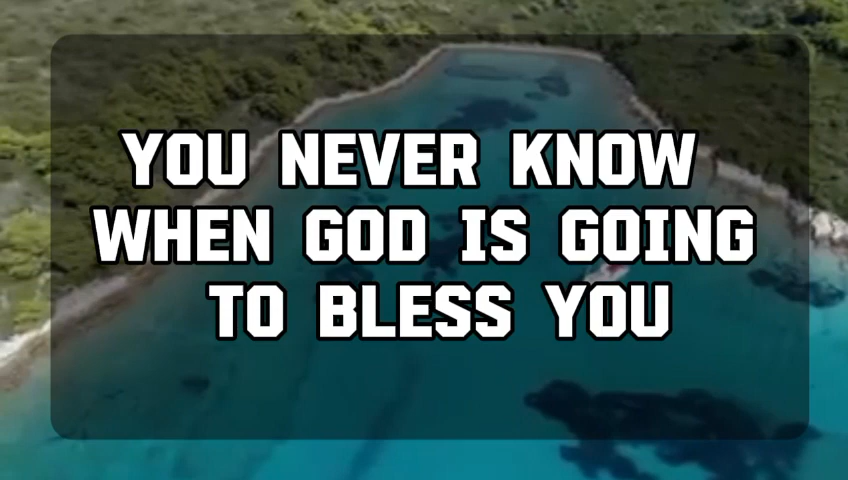 YOU NEVER KNOW
WHEN GOD IS GOING
TO BLESS YOU